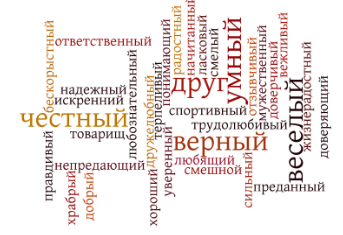 бескорыстный
ответственный
понимающий
радостный
начитанный
ласковый
смелый
умный
отзывчивый
мужественный
доверчивый
вежливый
жизнерадостный
доверяющий
надежный
искренний
любознательный
дружелюбный
терпеливый
друг
спортивный
честный
товарищ
трудолюбивый
верный
веселый
правдивый
непредающий
уверенный
любящий
смешной
сильный
преданный
храбрый
добрый
хороший